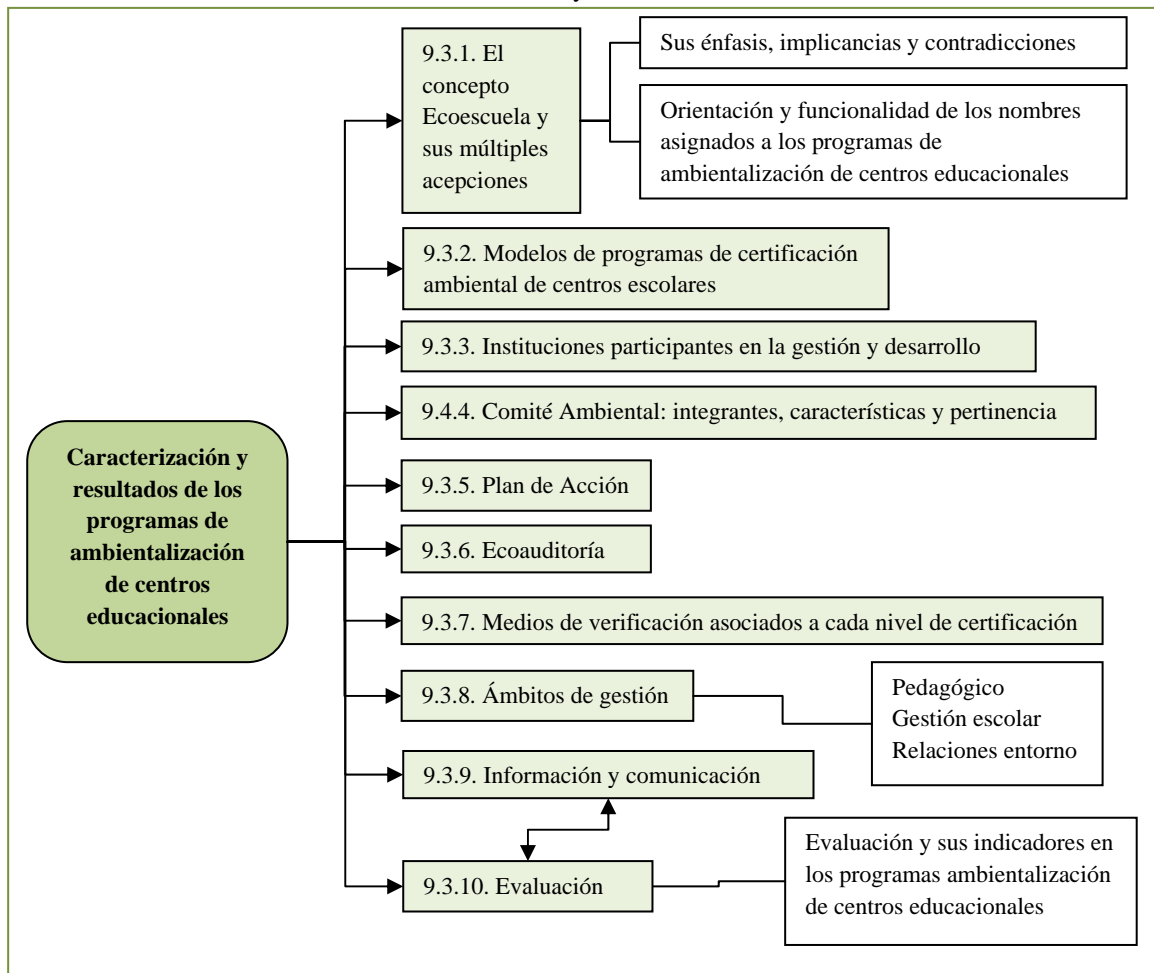 9.3.1. El
concepto
Ecoescuela y
sus múltiples
acepciones
Sus énfasis, implicancias y contradicciones
Orientación y funcionalidad de los nombres
asignados a los programas de
ambientalización de centros educacionales
9.3.2. Modelos de programas de certificación
ambiental de centros escolares
9.3.3. Instituciones participantes en la gestión y desarrollo
9.4.4. Comité Ambiental: integrantes, características y pertinencia
Caracterización y
resultados de los
programas de
ambientalización
de centros
educacionales
9.3.5. Plan de Acción
9.3.6. Ecoauditoría
9.3.7. Medios de verificación asociados a cada nivel de certificación
9.3.8. Ámbitos de gestión
Pedagógico
Gestión escolar
Relaciones entorno
9.3.9. Información y comunicación
9.3.10. Evaluación
Evaluación y sus indicadores en
los programas ambientalización
de centros educacionales